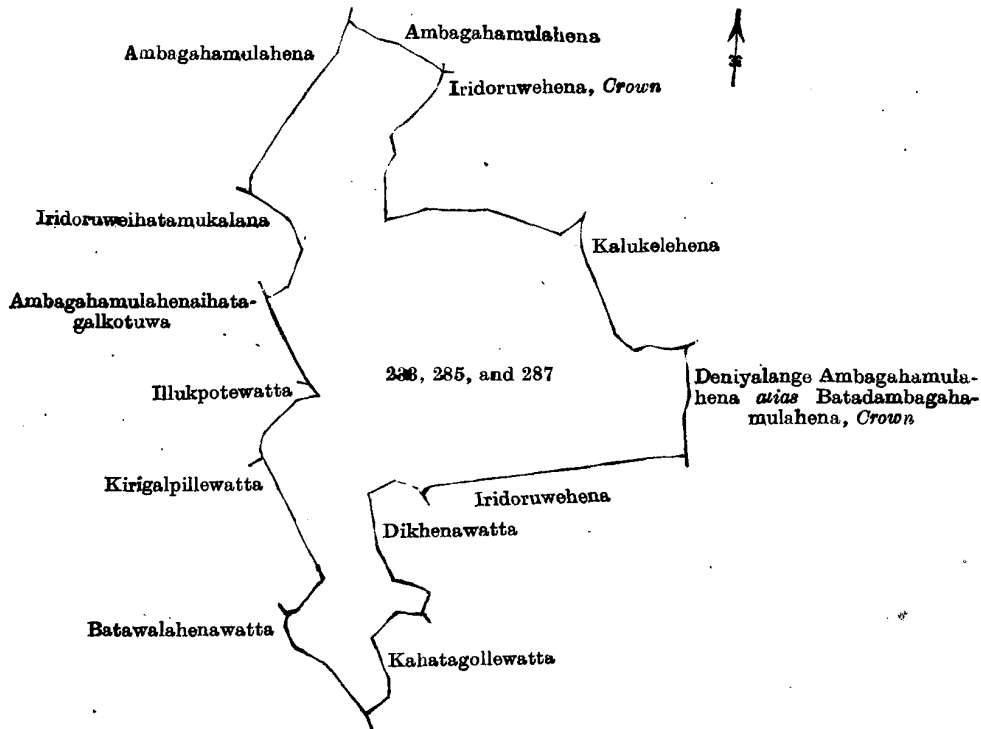 Ambagahamulahena
Ambagahamulahena
Iridoruwehena, Crown
Iridoruweihatamukalana
Kalukelehena
Ambagahamulahenaihata-
galkotuwa
Illukpotewatta
285, and 287
Deniyalange Ambagahamula-
hena alias Batadambagaha-
mulahena, Crown
Kirigalpillewatta
Iridoruwehena
Dikhenawatta
Batawalahenawatta
Kahatagollewatta